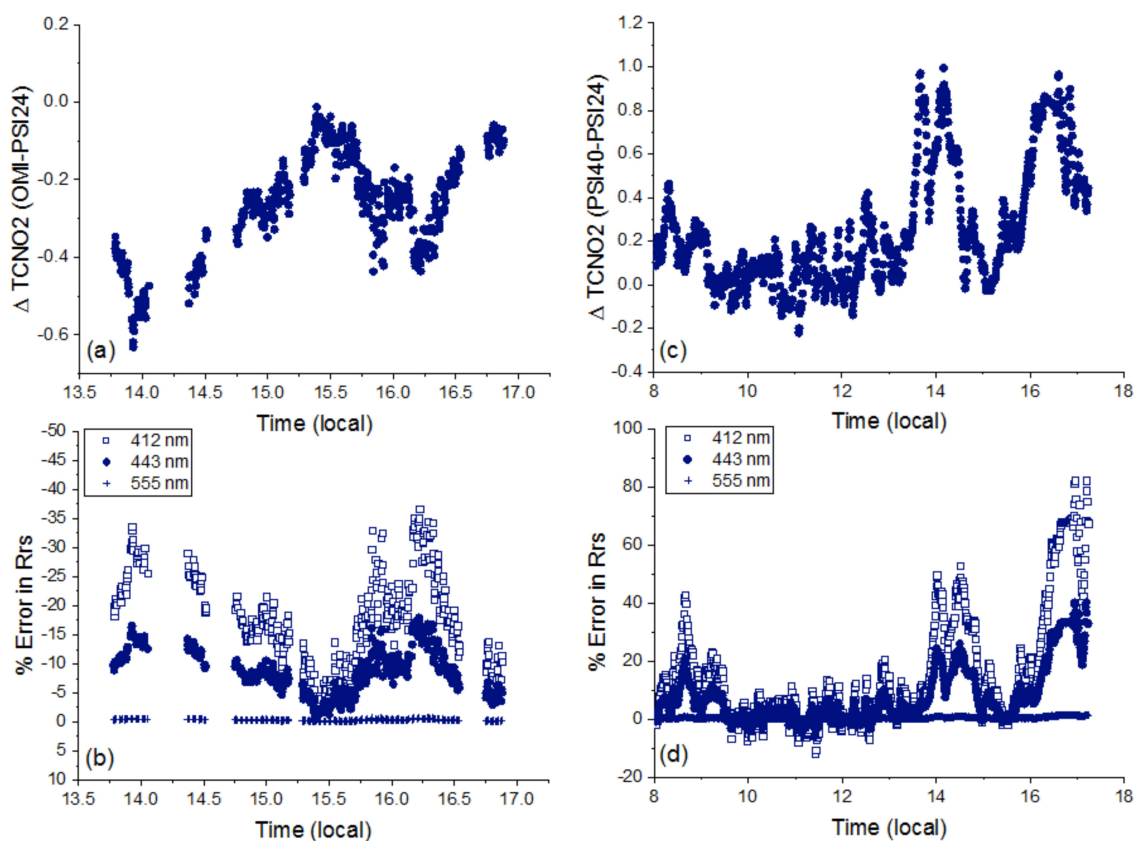 0.2
0.0
-0.2
-0.4
-0.6
Δ TCNO2 (OMI-PSI24)
(a)
13.5 14.0 14.5 15.0 15.5 16.0 16.5 17.0
Time (local)
1.2
1.0
0.8
0.6
0.4
0.2
0.0
-0.2
-0.4
Δ TCNO2 (PSI40-PSI24)
(c)
8 10 12 14 16 18
Time (local)
-50
-45
-40
-35
-30
-25
-20
-15
-10
-5
0
5
10
% Error in Rrs
412 nm
443 nm
555 nm
(b)
13.5 14.0 14.5 15.0 15.5 16.0 16.5 17.0
Time (local)
100
80
60
40
20
0
-20
% Error in Rrs
412 nm
443 nm
555 nm
(d)
8 10 12 14 16 18
Time (local)